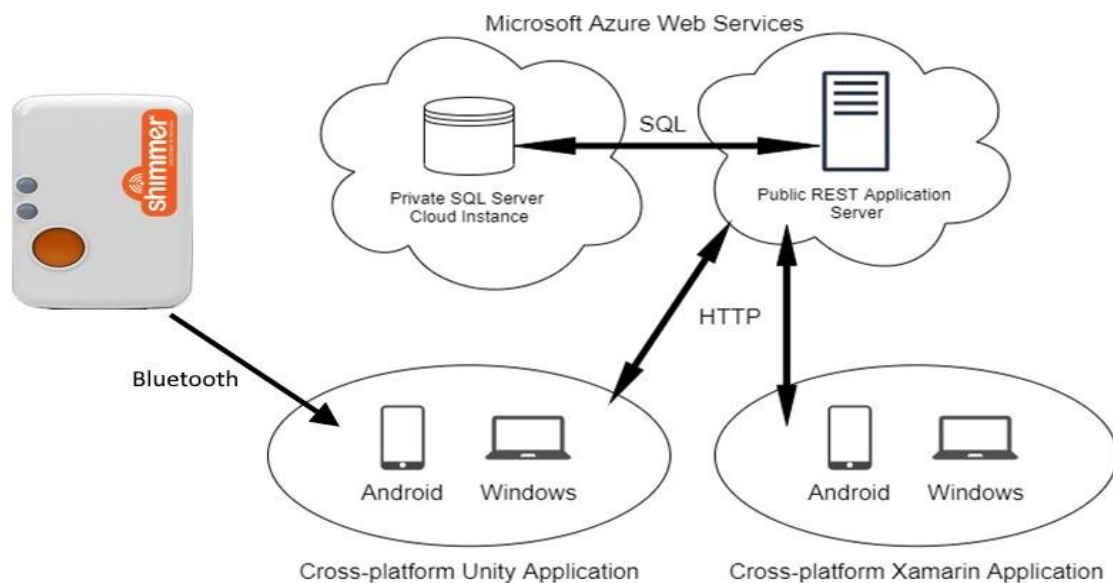 Microsoft Azure Web Services
shimmer
SQL
Private SQL Server
Cloud Instance
Public REST Application
Server
HTTP
Bluetooth
Android
Windows
Android
Windows
Cross-platform Unity Application
Cross-platform Xamarin Application